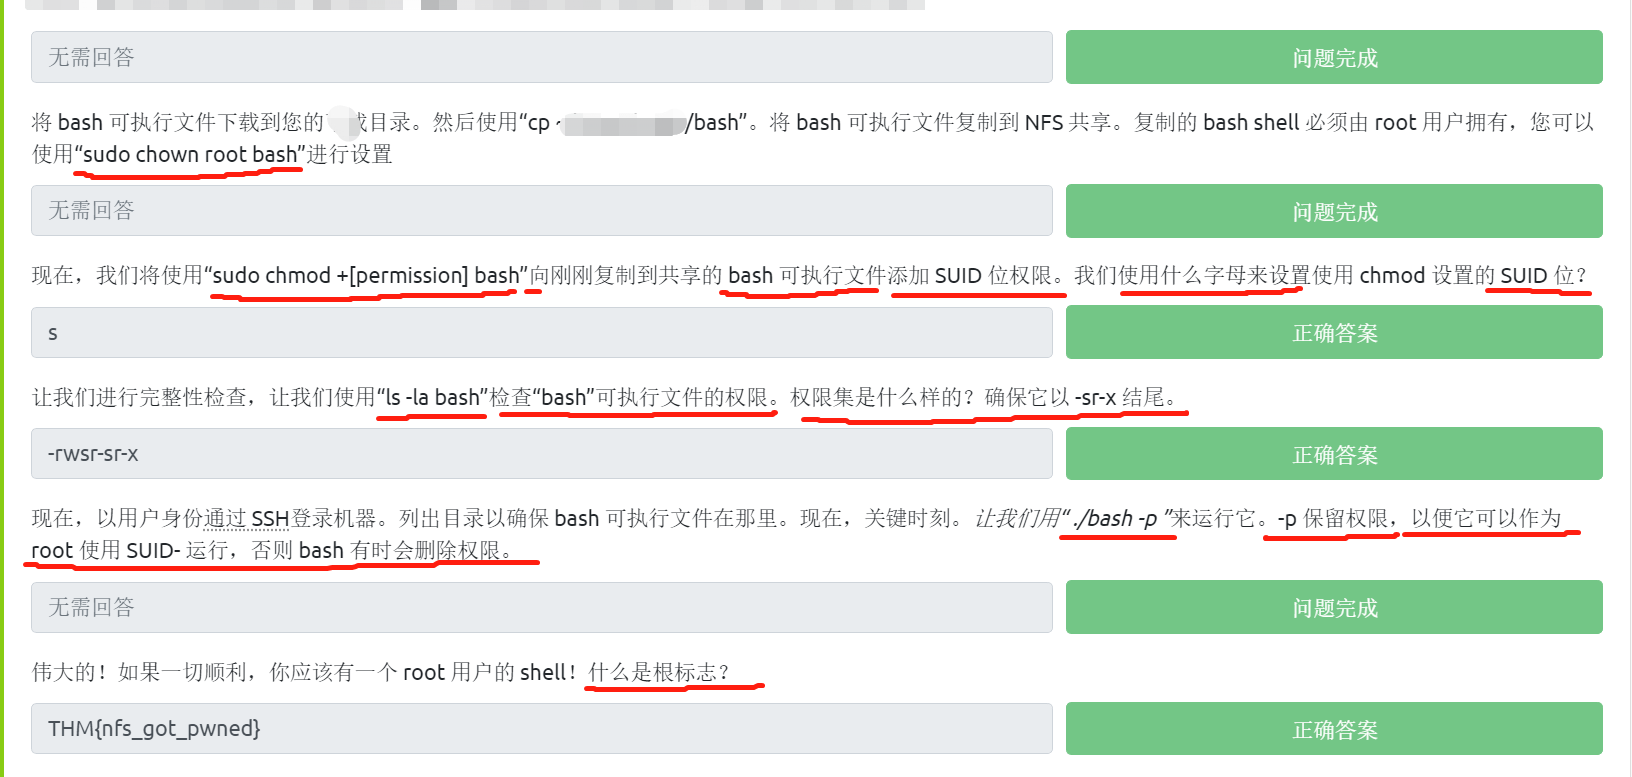 无需回答
问题完成
将 bash 可执行文件下载到您的 目录。然后使用“cp ~ /bash”。将 bash 可执行文件复制到 NFS 共享。复制的 bash shell 必须由 root 用户拥有，您可以
使用“sudo chown root bash”进行设置
无需回答
问题完成
现在，我们将使用“sudo chmod +[permission] bash”向刚刚复制到共享的 bash 可执行文件添加 SUID 位权限。我们使用什么字母来设置使用 chmod 设置的 SUID 位？
s
正确答案
让我们进行完整性检查，让我们使用“ls -la bash”检查“bash”可执行文件的权限。权限集是什么样的？确保它以 -sr-x 结尾。
-rwsr-sr-x
正确答案
现在，以用户身份通过 SSH登录机器。列出目录以确保 bash 可执行文件在那里。现在，关键时刻。让我们用“ ./bash -p ”来运行它。-p 保留权限，以便它可以作为
root 使用 SUID- 运行，否则 bash 有时会删除权限。
无需回答
问题完成
伟大的！如果一切顺利，你应该有一个 root 用户的 shell！什么是根标志？
THM{nfs_got_pwned}
正确答案